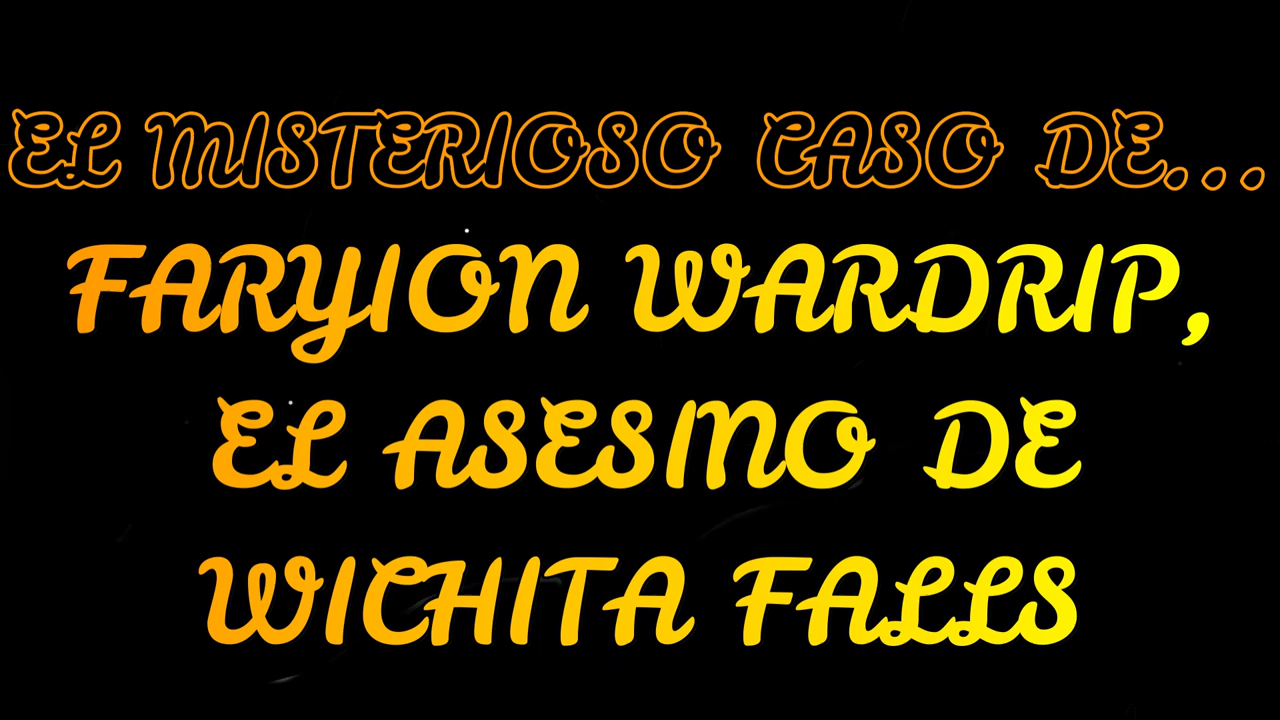 EL MISTERIOSO CASO DE...
FARYION WARDRIP,
EL ASESINO DE
WICHITA FALLS